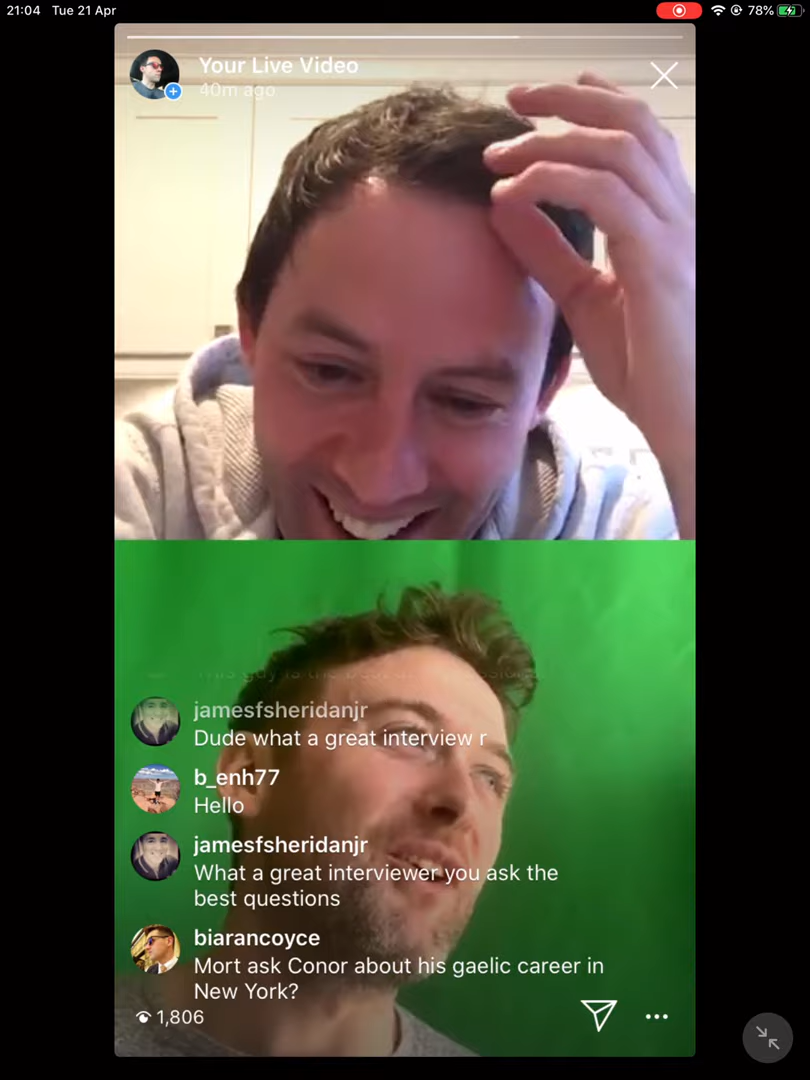 21:04 Tue 21 Apr
78%
Your Live Video
40m ago
jamesfsheridanjr
Dude what a great interview r
b_enh77
Hello
jamesfsheridanjr
What a great interviewer you ask the
best questions
biarancoyce
Mort ask Conor about his gaelic career in
New York?
1,806